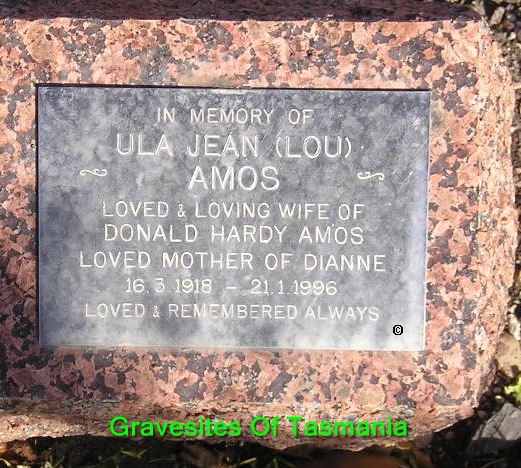 IN MEMORY OF
ULA JEAN (LOU)
AMOS
LOVED & LOVING WIFE OF
DONALD HARDY AMOS
LOVED MOTHER OF DIANNE
16.3.1918 - 21.1.1996
LOVED & REMEMBERED ALWAYS
©
Gravesites Of Tasmania